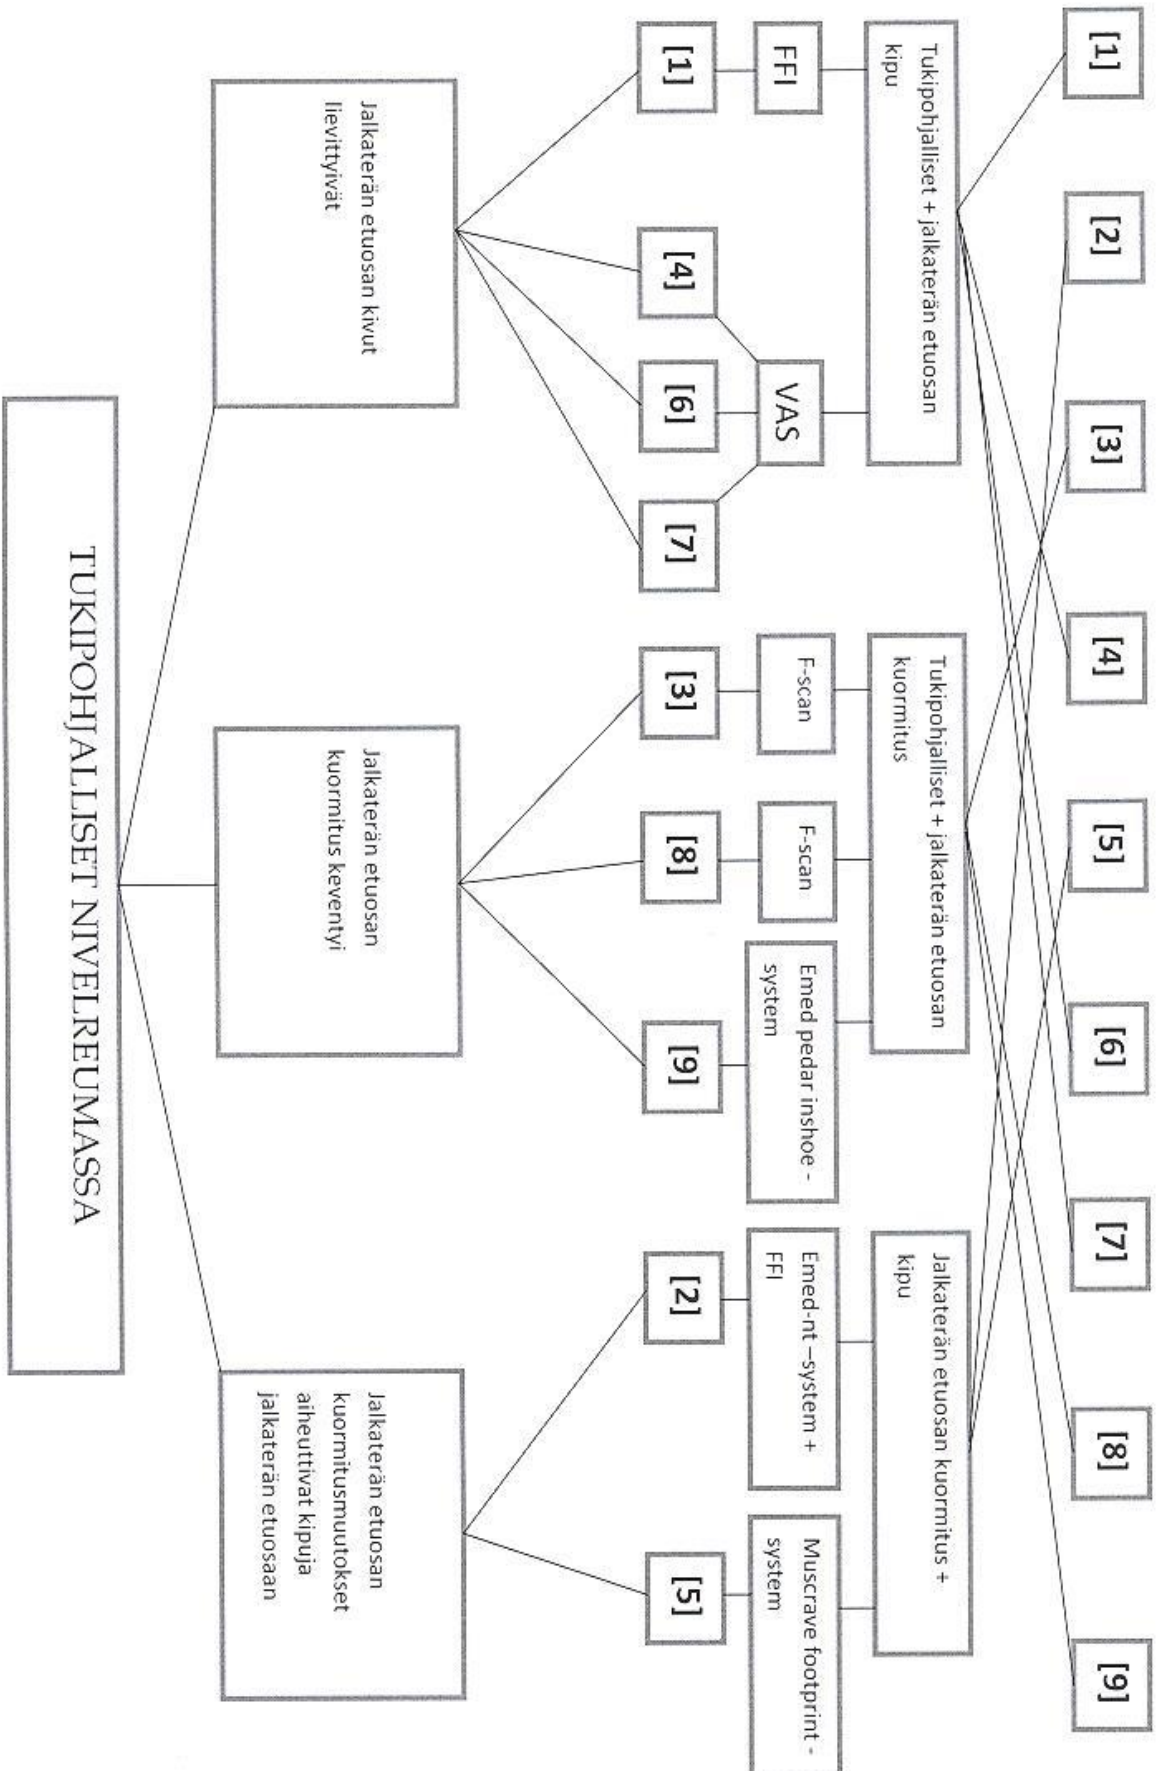 [1]
[2]
[3]
[4]
[5]
[6]
[7]
[8]
[9]
Tukipohjalliset + jalkaterän etuosan
kipu
Tukipohjalliset + jalkaterän etuosan
kuormitus
Jalkaterän etuosan kuormitus +
kipu
FFI
VAS
F-scan
F-scan
Emed pedar inshoe -
system
Emed-nt –system +
FFI
Muscrave footprint -
system
[1]
[4]
[6]
[7]
[3]
[8]
[9]
[2]
[5]
Jalkaterän etuosan kivut
lievittyivät
Jalkaterän etuosan
kuormitus keventyi
Jalkaterän etuosan
kuormitusmuutokset
aiheuttivat kipuja
jalkaterän etuosaan
TUKIPOHJALLISET NIVELREUMASSA